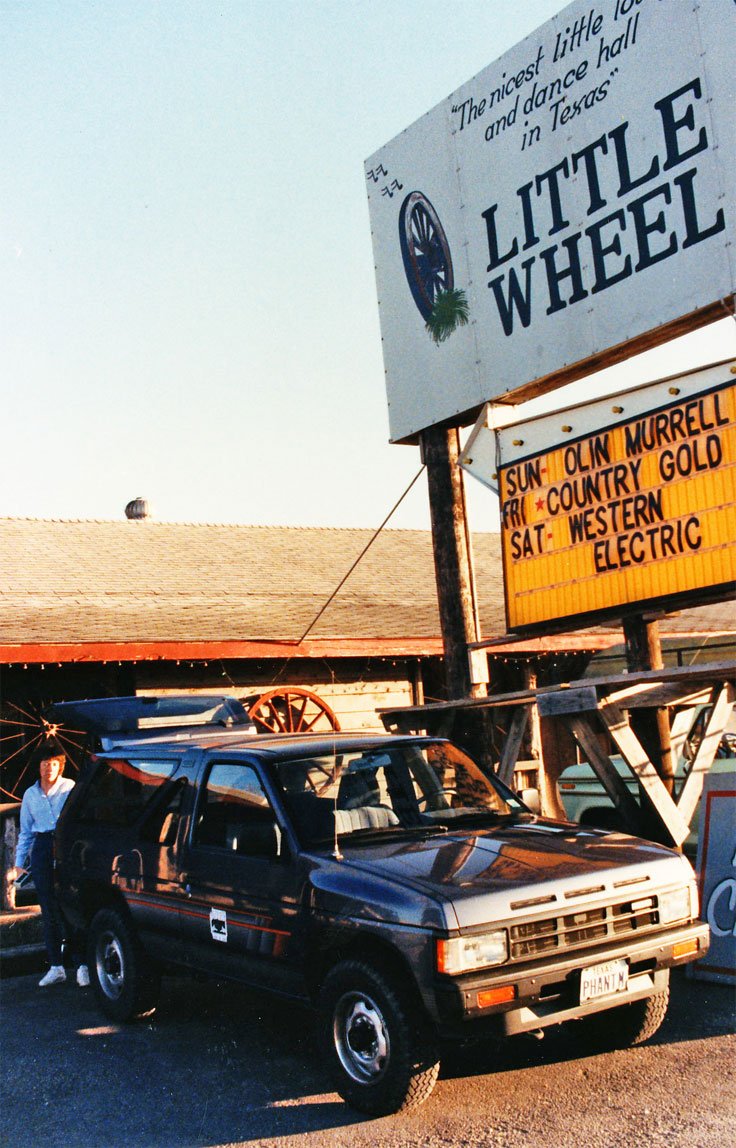 "The nicest little
and dance hall
in Texas"
LITTLE
WHEEL
SUN- OLIN MURRELL
FRI ★COUNTRY GOLD
SAT- WESTERN
ELECTRIC
TEXAS
PHANTM